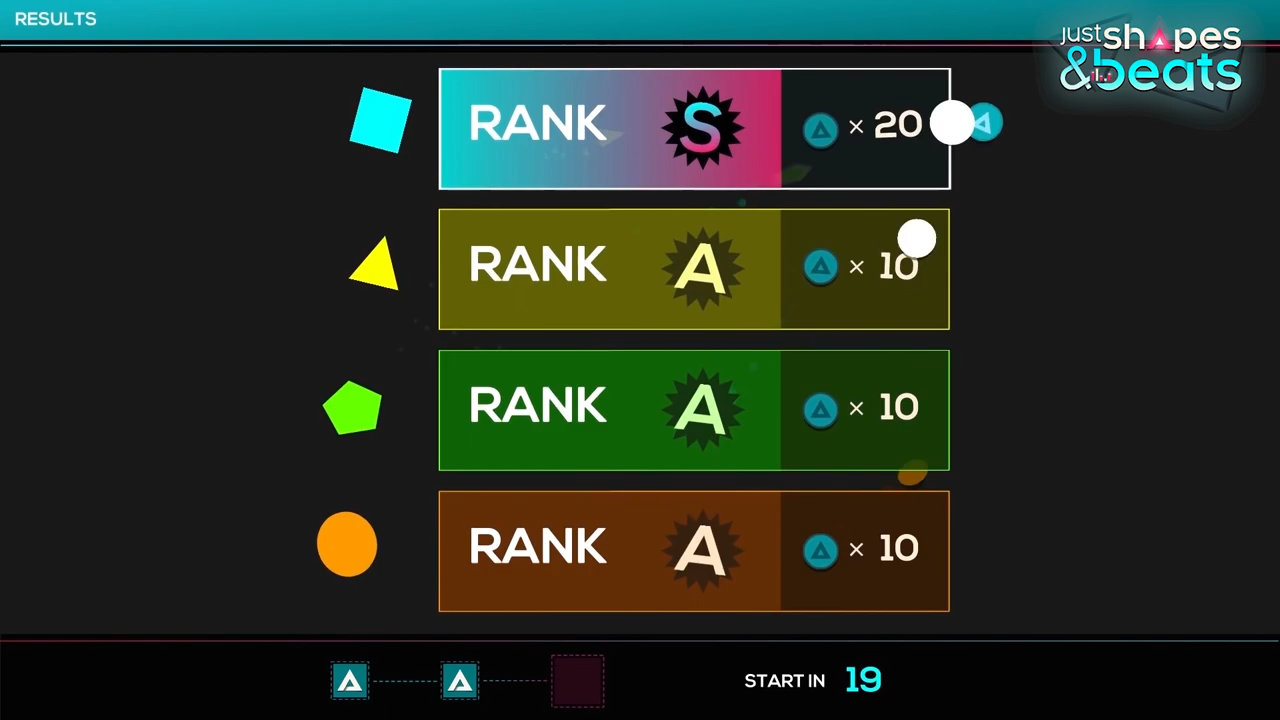 RESULTS
just shapes
& beats
RANK S × 20
RANK A × 10
RANK A × 10
RANK A × 10
START IN 19